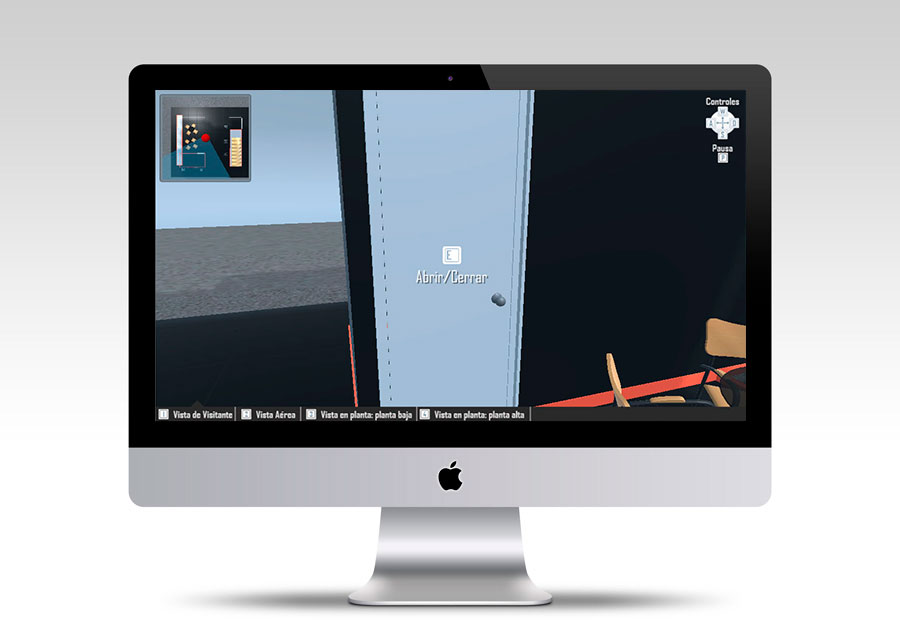 Controles
W
A D
S
Pausa
P
E
Abrir/Cerrar
1 Vista de Visitante
2 Vista Aérea
3 Vista en planta: planta baja
4 Vista en planta: planta alta